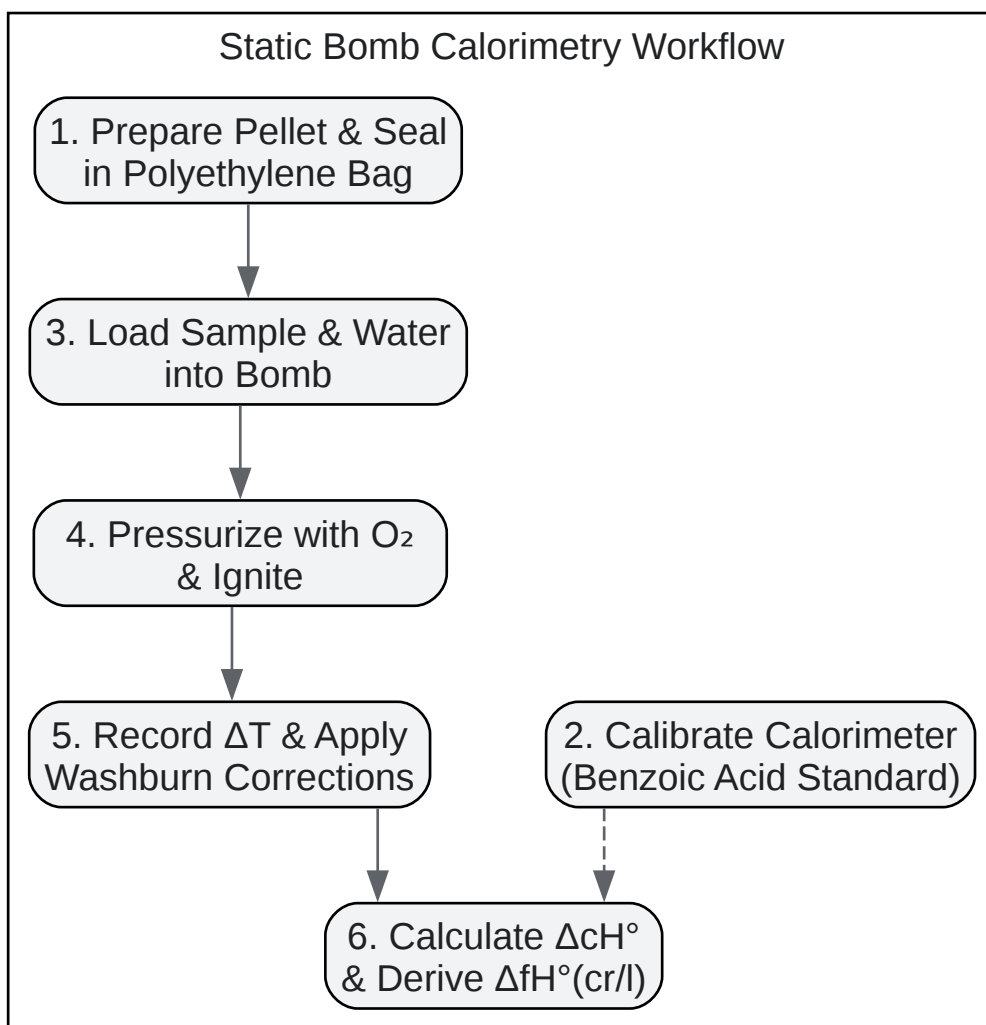 Static Bomb Calorimetry Workflow
1. Prepare Pellet & Seal
in Polyethylene Bag
3. Load Sample & Water
into Bomb
4. Pressurize with O₂
& Ignite
5. Record ΔT & Apply
Washburn Corrections
2. Calibrate Calorimeter
(Benzoic Acid Standard)
6. Calculate ΔcH°
& Derive ΔfH°(cr/l)